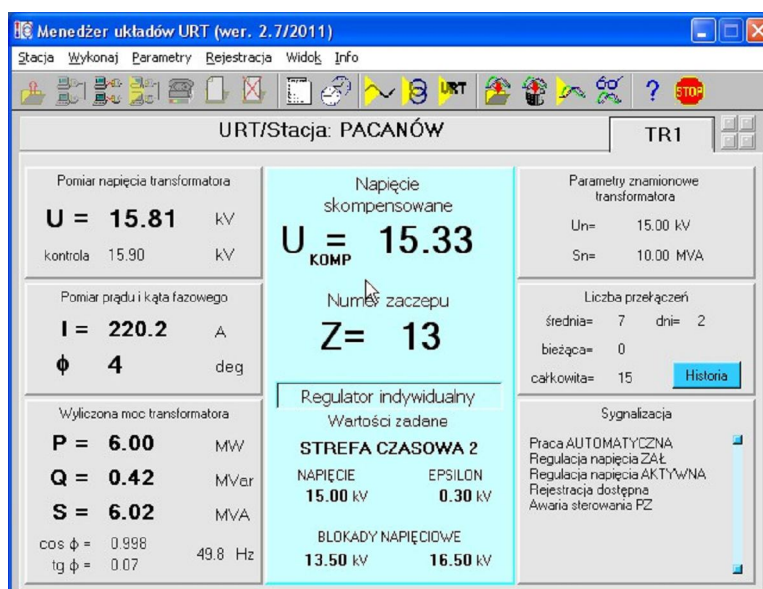 Menedżer układów URT (wer. 2.7/2011)
Stacja Wykonaj Parametry Rejestracja Widok Info
URT ? STOP
URT/Stacja: PACANÓW TR1
Pomiar napięcia transformatora
U = 15.81 kV
kontrola 15.90 kV
Pomiar prądu i kąta fazowego
I = 220.2 A
ϕ 4 deg
Wyliczona moc transformatora
P = 6.00 MW
Q = 0.42 MVar
S = 6.02 MVA
cos ϕ = 0.998
tg ϕ = 0.07
49.8 Hz
Napięcie
skompensowane
U KOMP = 15.33
Numer zaczepu
Z= 13
Regulator indywidualny
Wartości zadane
STREFA CZASOWA 2
NAPIĘCIE EPSILON
15.00 kV 0.30 kV
BLOKADY NAPIĘCIOWE
13.50 kV 16.50 kV
Parametry znamionowe
transformatora
Un= 15.00 kV
Sn= 10.00 MVA
Liczba przełączeń
średnia= 7 dni= 2
bieżąca= 0
całkowita= 15 Historia
Sygnalizacja
Praca AUTOMATYCZNA
Regulacja napięcia ZAŁ
Regulacja napięcia AKTYWNA
Rejestracja dostępna
Awaria sterowania PZ